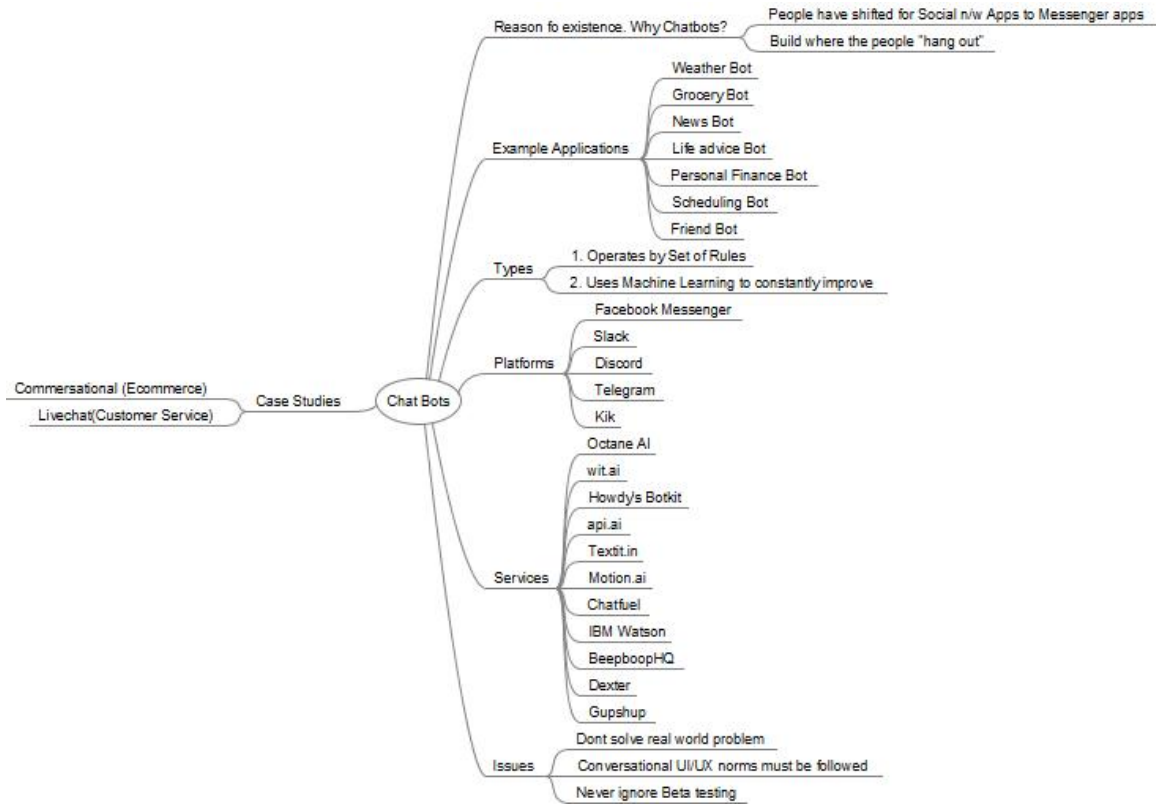 Reason fo existence. Why Chatbots?
People have shifted for Social n/w Apps to Messenger apps
Build where the people "hang out"
Example Applications
Weather Bot
Grocery Bot
News Bot
Life advice Bot
Personal Finance Bot
Scheduling Bot
Friend Bot
Types
1. Operates by Set of Rules
2. Uses Machine Learning to constantly improve
Platforms
Facebook Messenger
Slack
Discord
Telegram
Kik
Chat Bots
Case Studies
Commersational (Ecommerce)
Livechat(Customer Service)
Services
Octane AI
wit.ai
Howdy's Botkit
api.ai
Textit.in
Motion.ai
Chatfuel
IBM Watson
BeepboopHQ
Dexter
Gupshup
Issues
Dont solve real world problem
Conversational UI/UX norms must be followed
Never ignore Beta testing